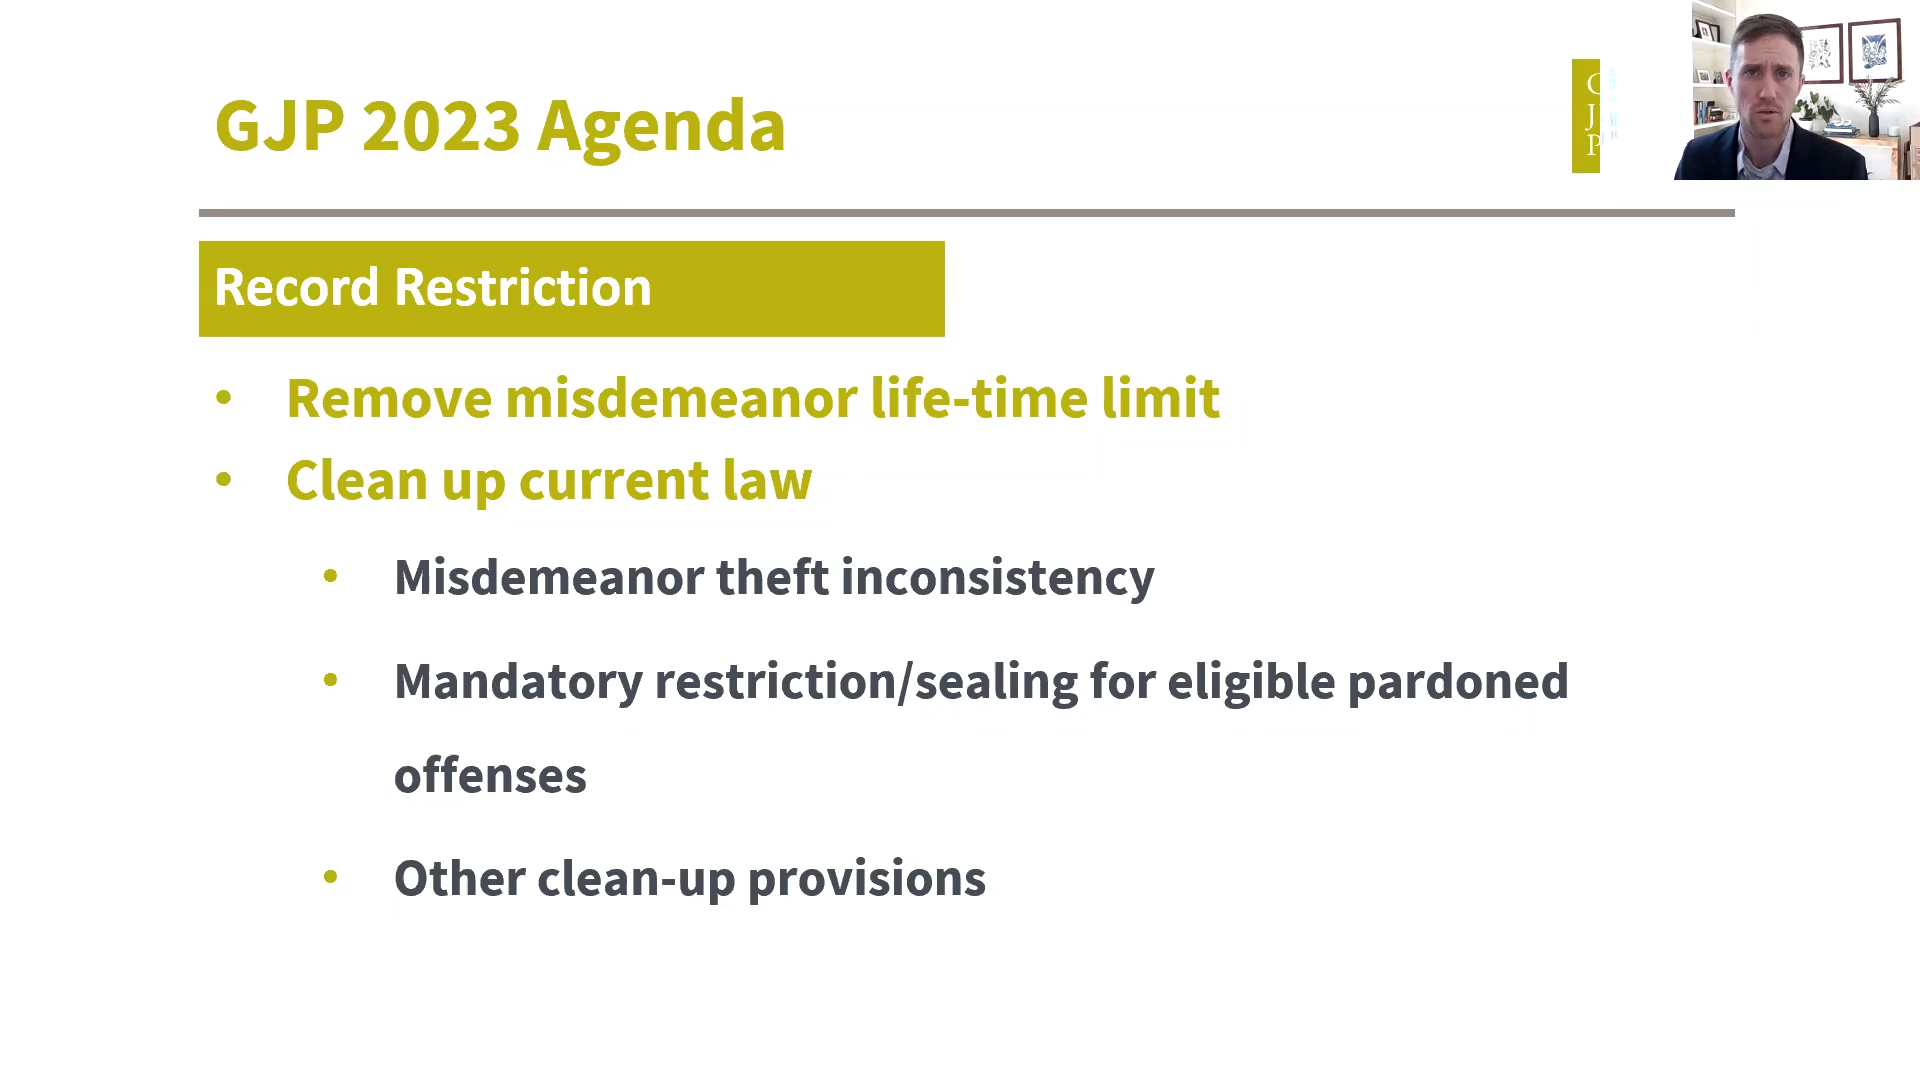 GJP 2023 Agenda
G
J
P
Record Restriction
• Remove misdemeanor life-time limit
• Clean up current law
• Misdemeanor theft inconsistency
• Mandatory restriction/sealing for eligible pardoned
offenses
• Other clean-up provisions